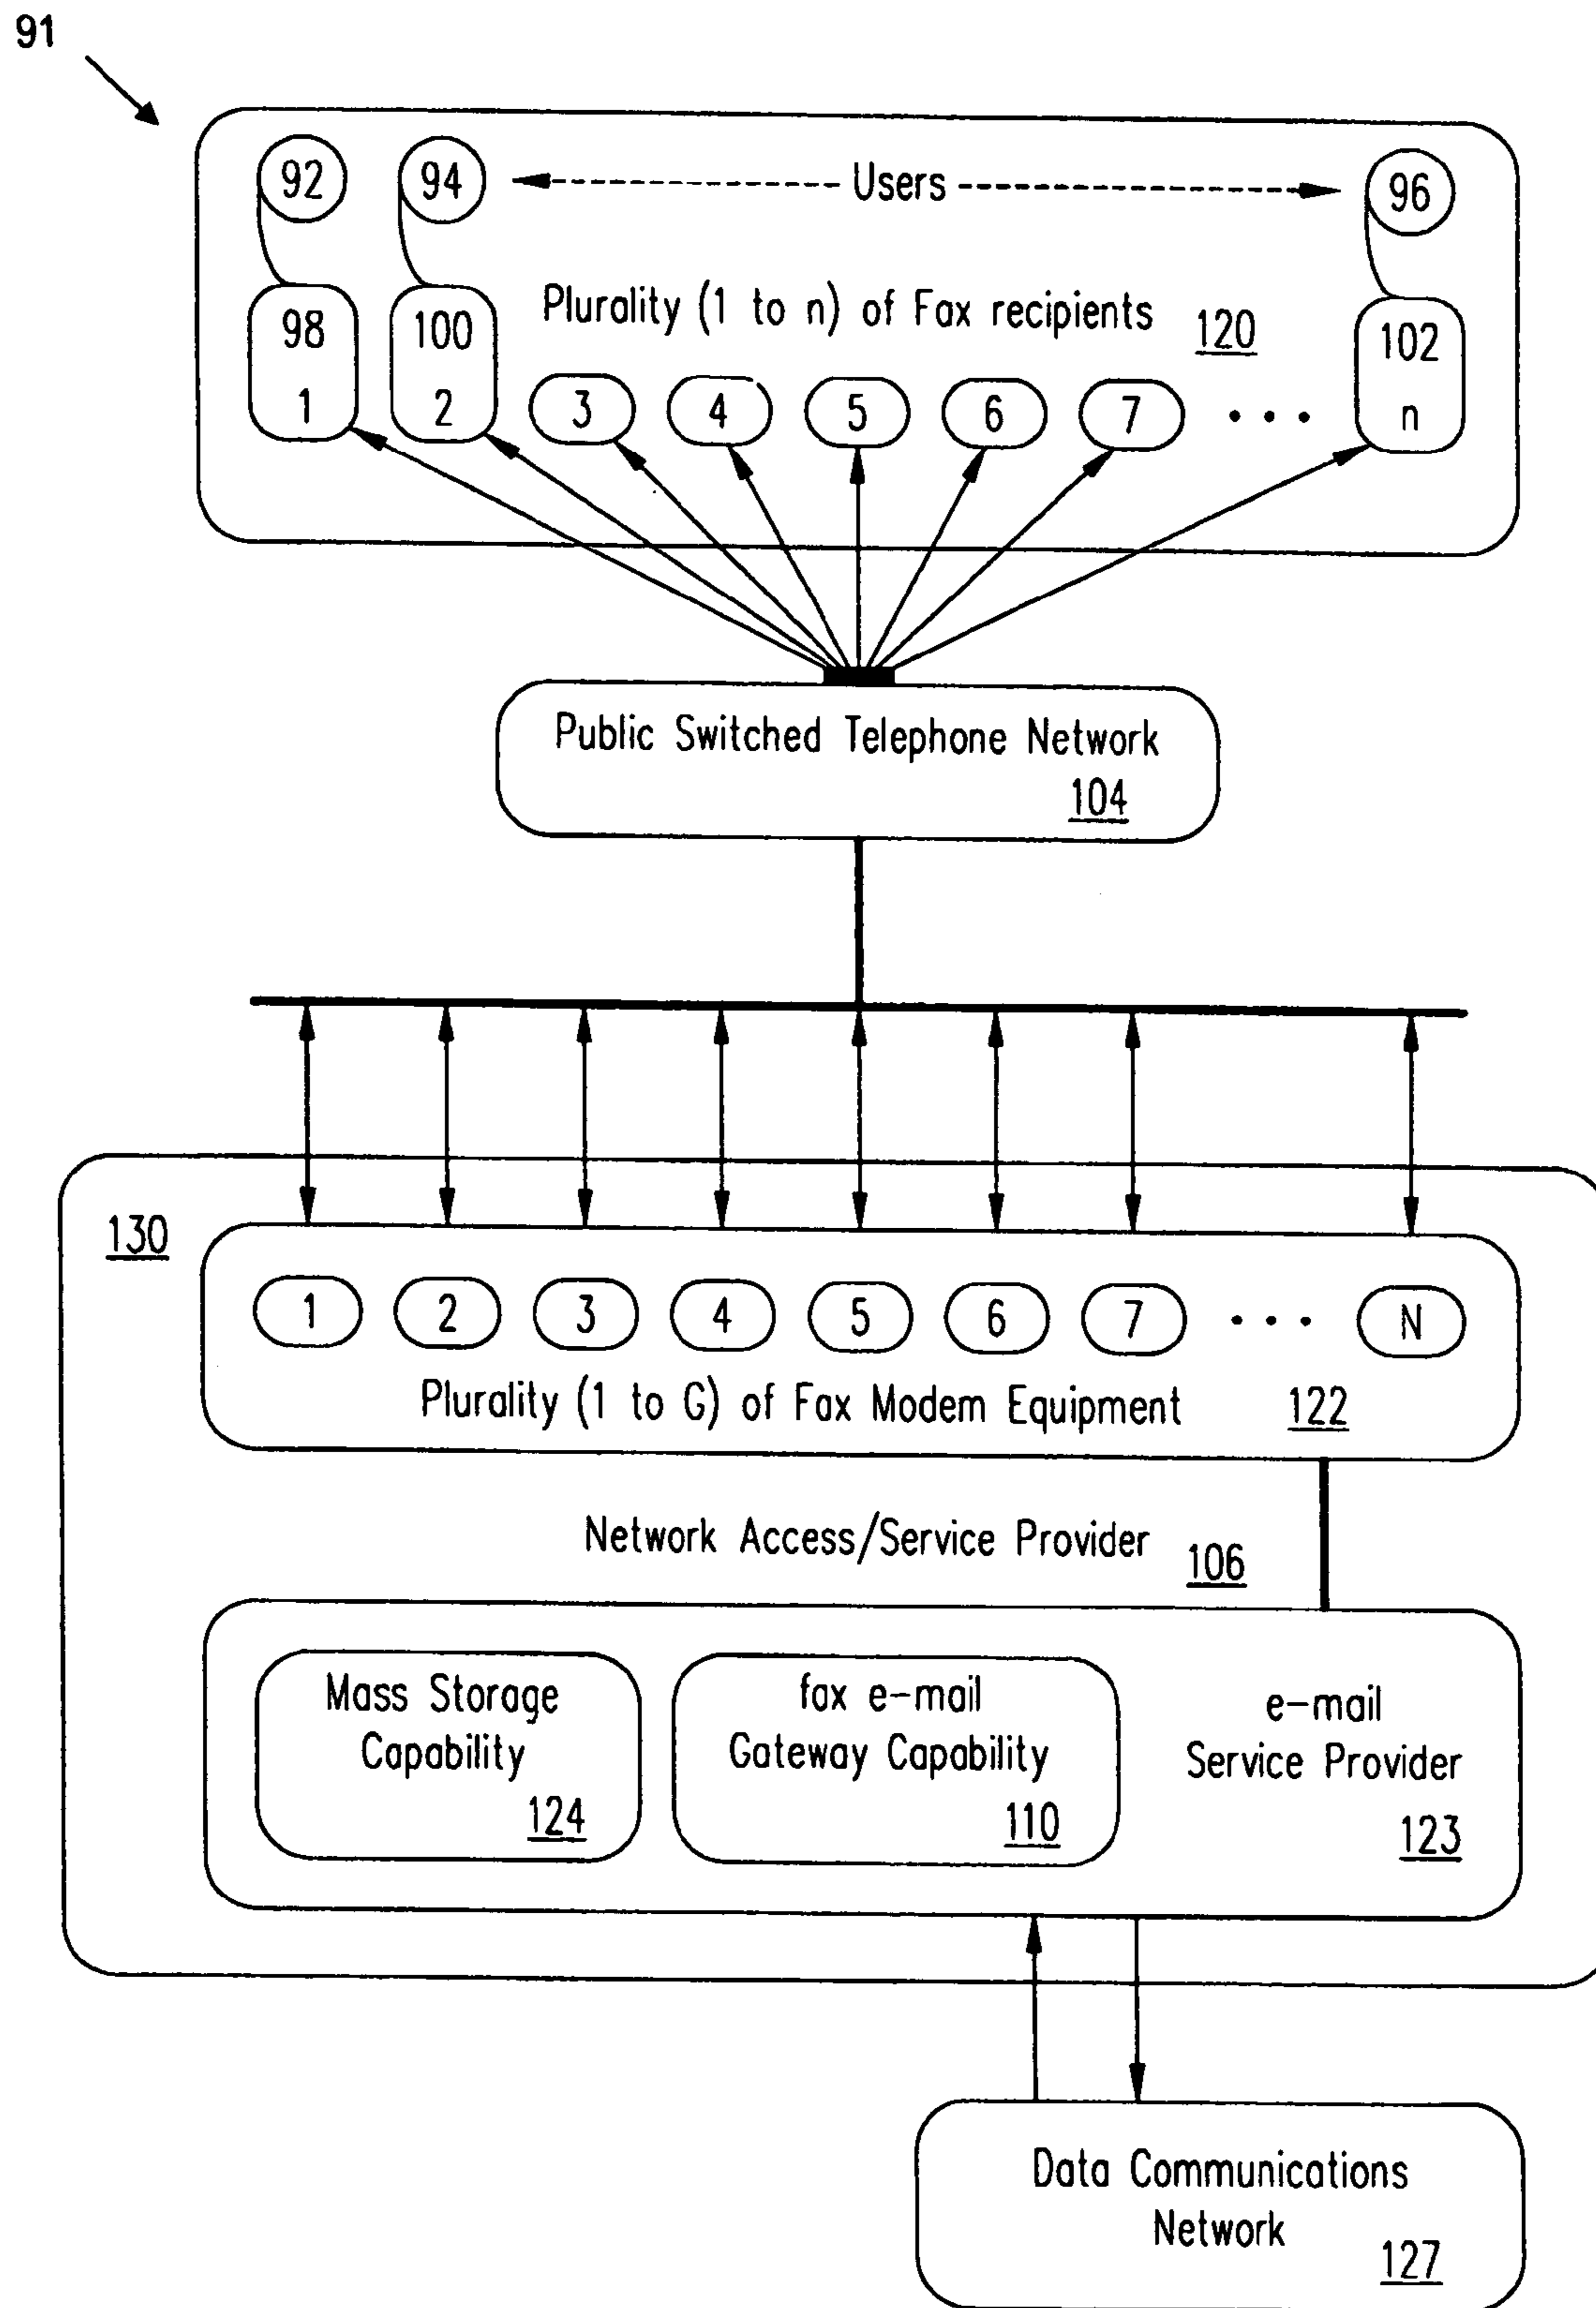 91
92 94 Users 96
Plurality (1 to n) of Fax recipients 120
98 100 102
1 2 3 4 5 6 7 • • • n
Public Switched Telephone Network
104
130
1 2 3 4 5 6 7 • • • N
Plurality (1 to G) of Fax Modem Equipment 122
Network Access/Service Provider 106
Mass Storage
Capability
124
fax e-mail
Gateway Capability
110
e-mail
Service Provider
123
Data Communications
Network
127